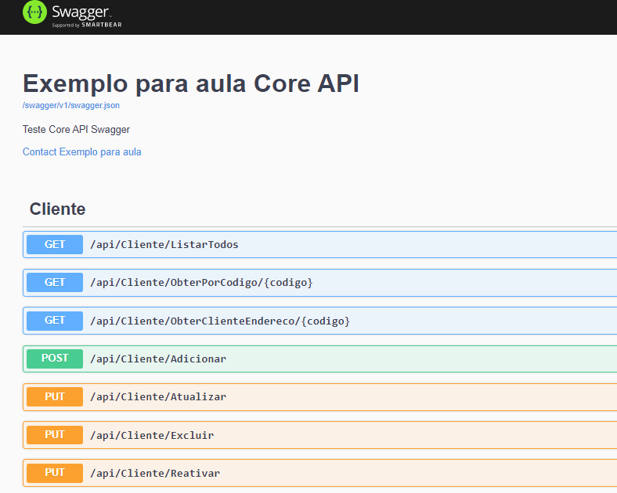 Swagger
Supported by SMARTBEAR
Exemplo para aula Core API
/swagger/v1/swagger.json
Teste Core API Swagger
Contact Exemplo para aula
Cliente
GET /api/Cliente/ListarTodos
GET /api/Cliente/ObterPorCodigo/{codigo}
GET /api/Cliente/ObterClienteEndereco/{codigo}
POST /api/Cliente/Adicionar
PUT /api/Cliente/Atualizar
PUT /api/Cliente/Excluir
PUT /api/Cliente/Reativar